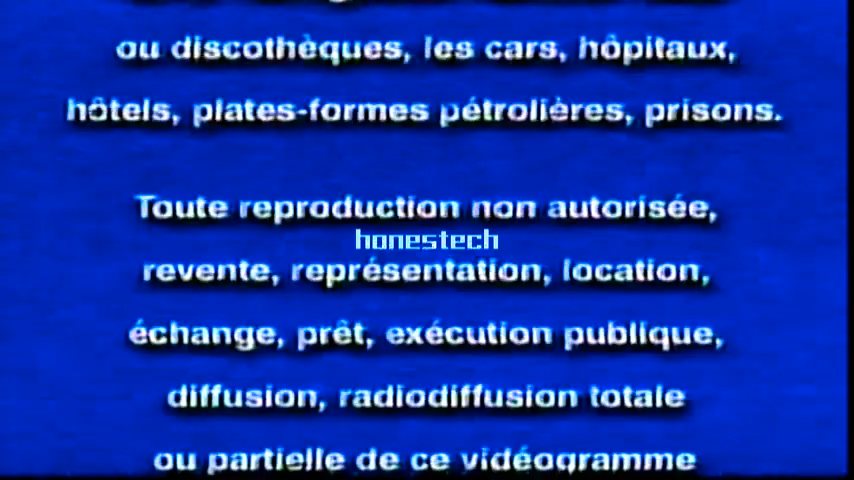 ou discothèques, les cars, hôpitaux,
hôtels, plates-formes pétrolières, prisons.
Toute reproduction non autorisée,
honestech
revente, représentation, location,
échange, prêt, exécution publique,
diffusion, radiodiffusion totale
ou partielle de ce vidéogramme